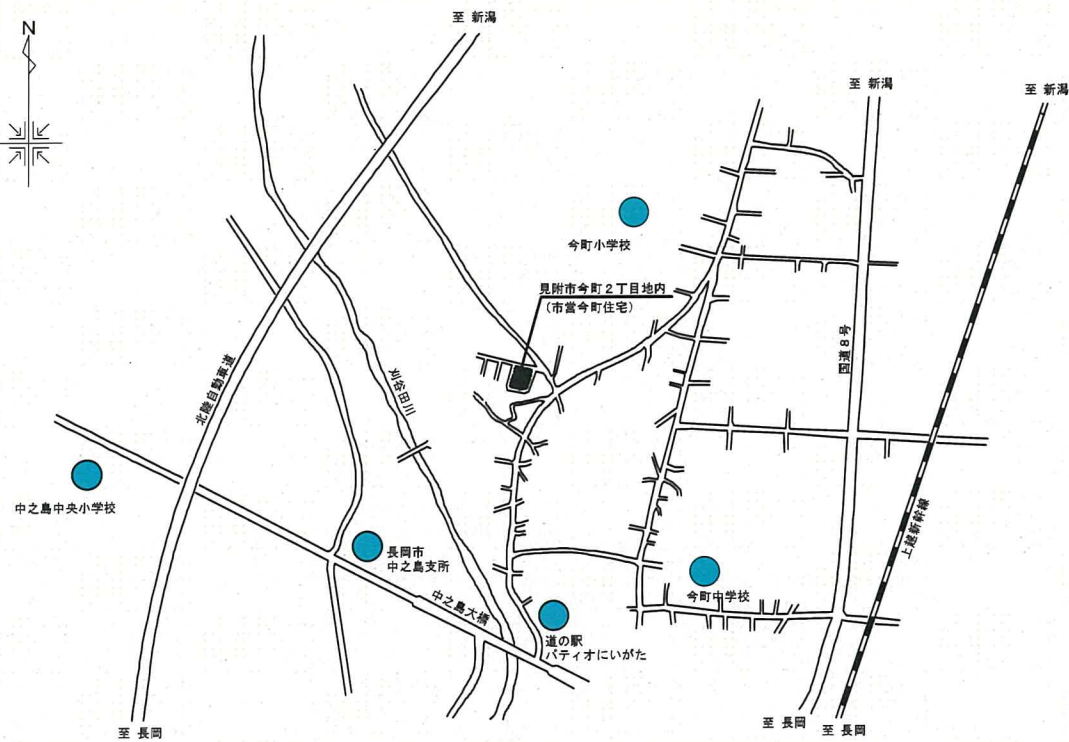 至 新潟
N
至 新潟
至 新潟
今町小学校
見附市今町２丁目地内
(市営今町住宅)
国道８号
北陸自動車道
刈谷田川
中之島中央小学校
長岡市
中之島支所
上越新幹線
今町中学校
中之島大橋
道の駅
パティオにいがた
至 長岡
至 長岡
至 長岡